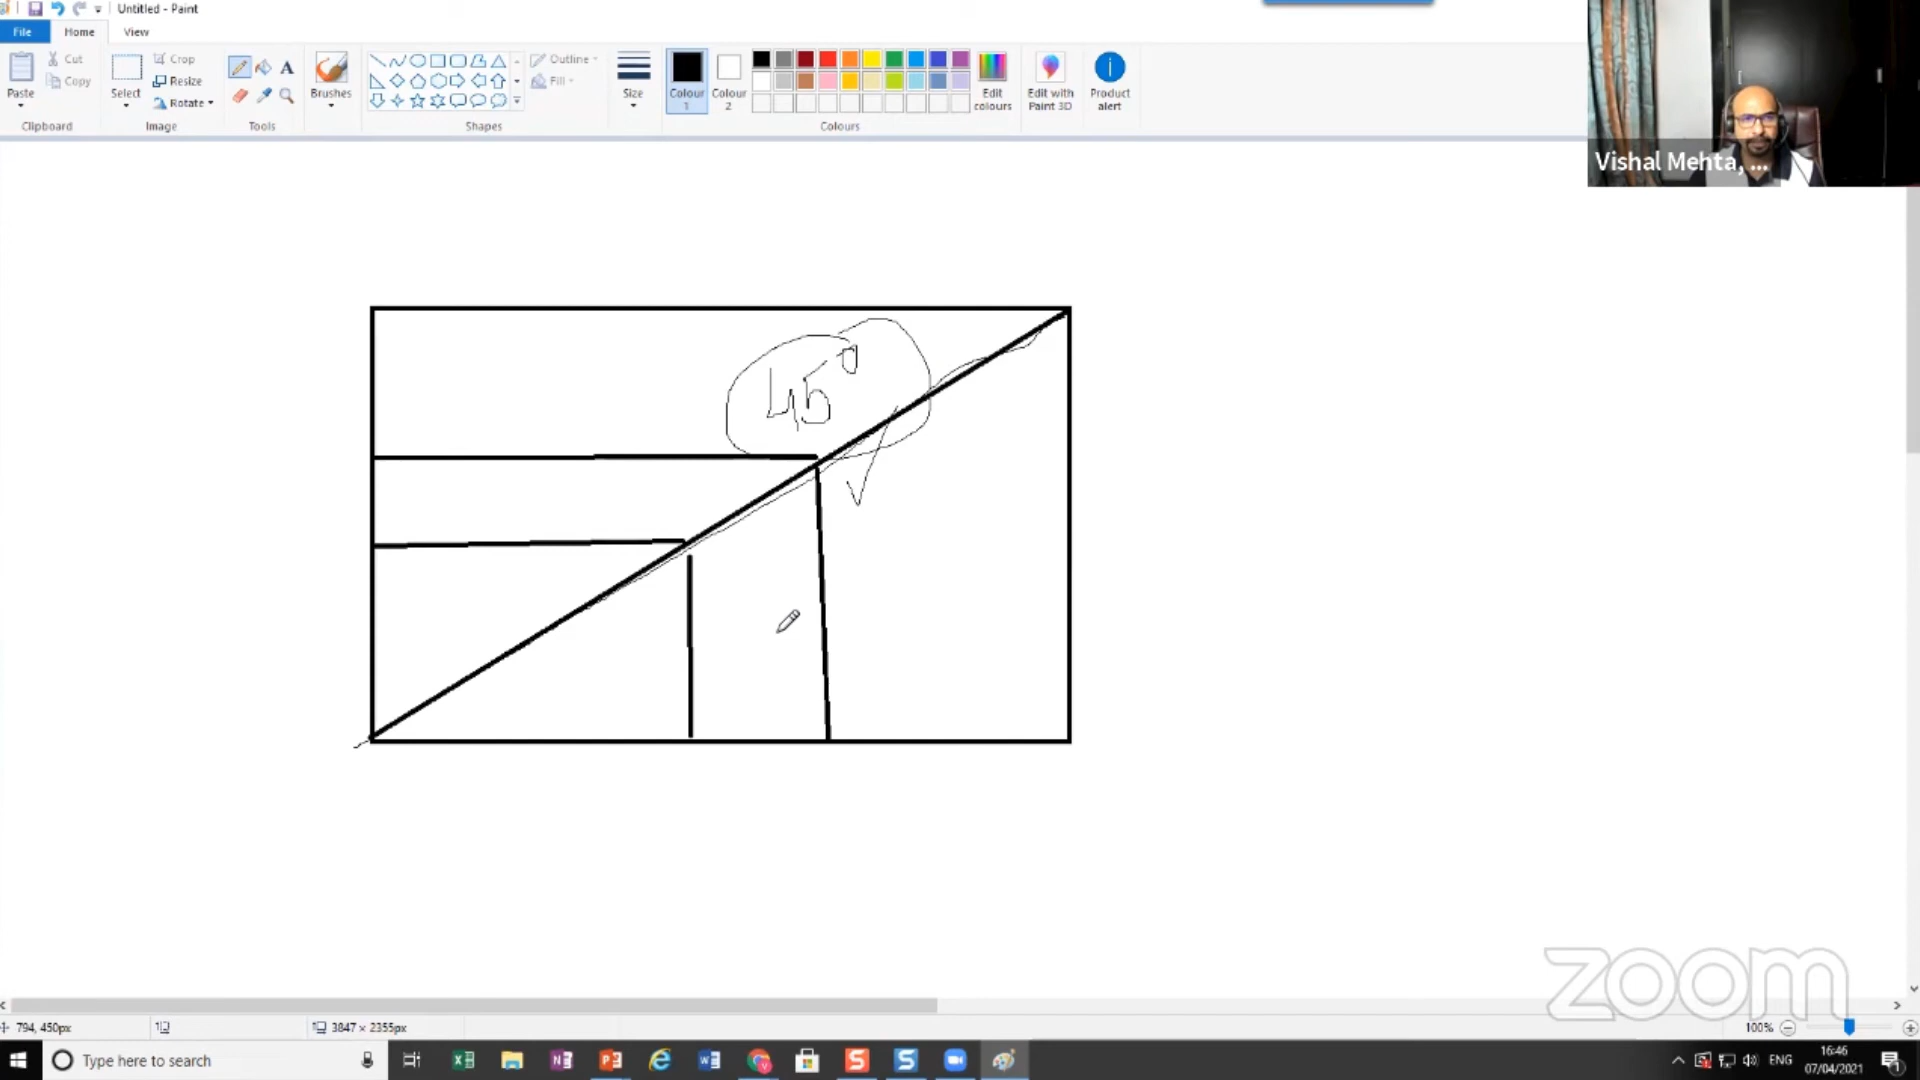 Untitled - Paint
File
Home
View
Paste
Cut
Copy
Clipboard
Select
Crop
Resize
Rotate
Image
A
Tools
Brushes
Outline
Fill
Shapes
Size
Colour
1
Colour
2
Edit
colours
Colours
Edit with
Paint 3D
Product
alert
Vishal Mehta, ...
45°
zoom
794, 450px
3847 × 2355px
100%
Type here to search
ENG
16:46
07/04/2021
1